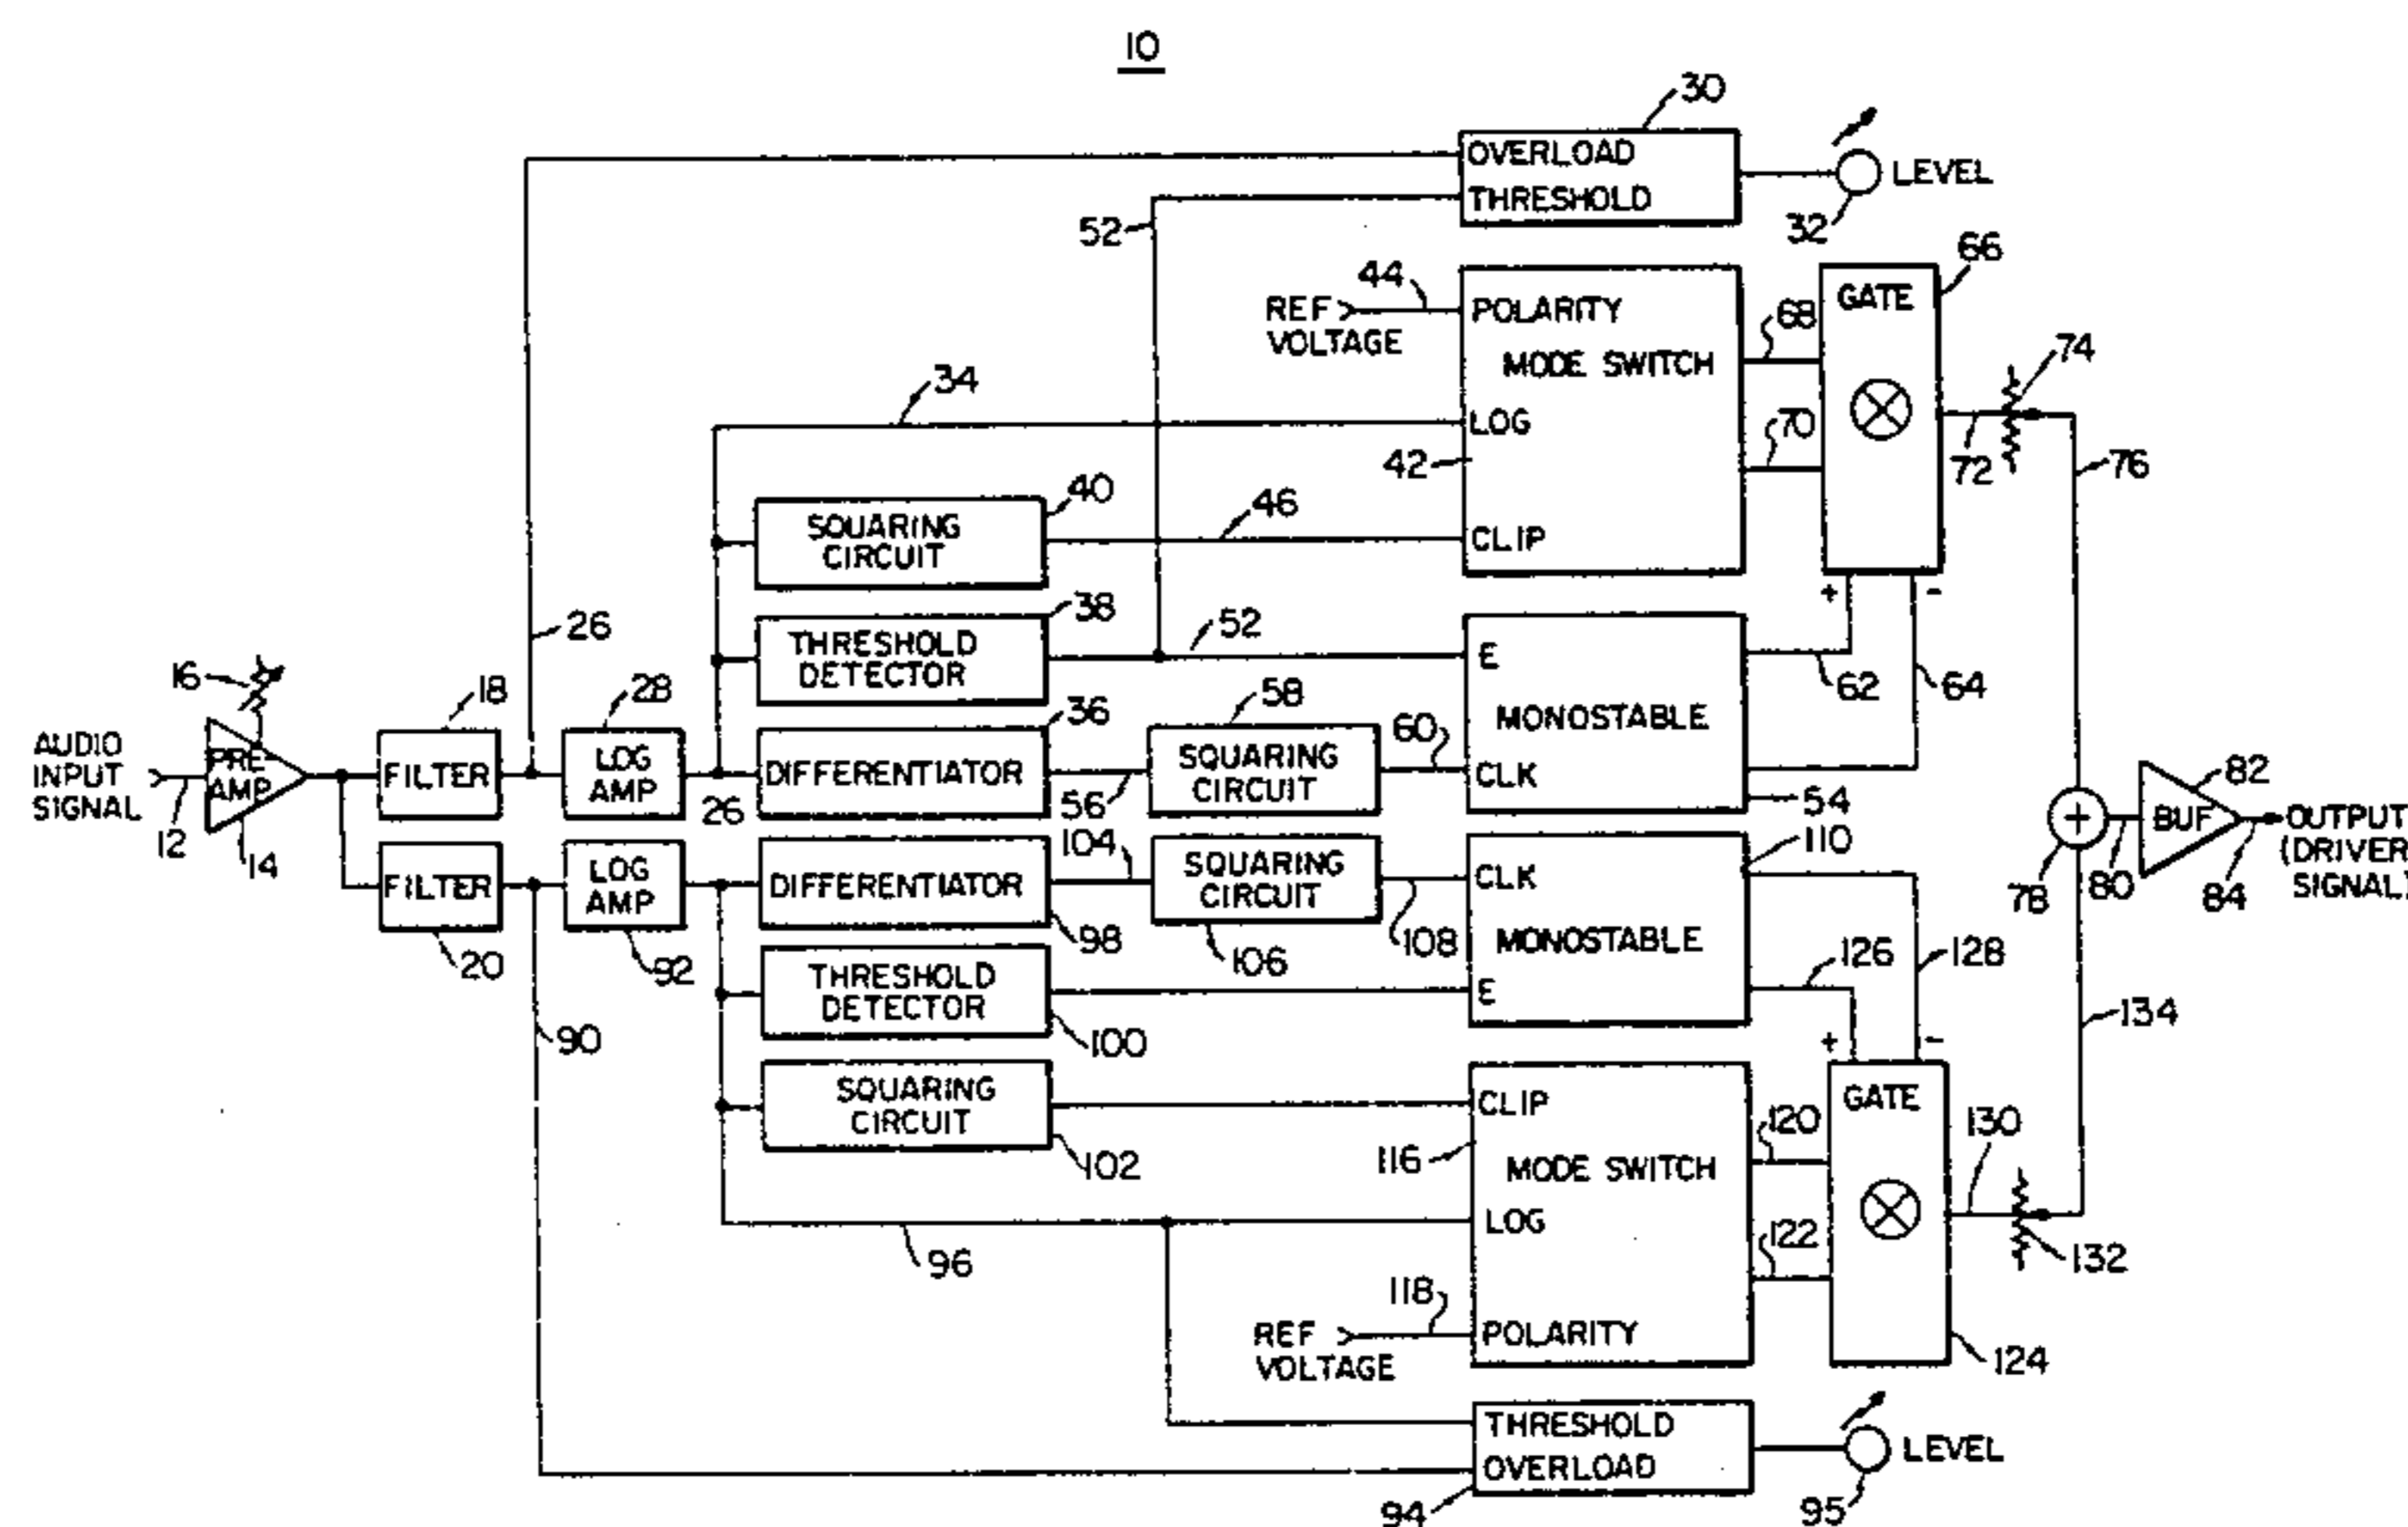 10
30
OVERLOAD
THRESHOLD
LEVEL
32
52
66
44
REF
VOLTAGE
POLARITY
MODE SWITCH
GATE
68
74
34
LOG
42
70
72
76
40
SQUARING
CIRCUIT
46
CLIP
+
-
38
THRESHOLD
DETECTOR
52
E
62
64
26
16
18
28
36
58
60
MONOSTABLE
AUDIO
INPUT
SIGNAL
PRE
AMP
FILTER
LOG
AMP
DIFFERENTIATOR
SQUARING
CIRCUIT
CLK
54
12
14
26
56
82
+
BUF
OUTPUT
(DRIVER
SIGNAL)
78
80
84
FILTER
LOG
AMP
DIFFERENTIATOR
104
SQUARING
CIRCUIT
CLK
110
MONOSTABLE
20
92
98
106
108
126
128
THRESHOLD
DETECTOR
E
100
90
134
+
-
SQUARING
CIRCUIT
CLIP
102
116
MODE SWITCH
120
GATE
130
LOG
96
122
132
118
REF
VOLTAGE
POLARITY
124
THRESHOLD
OVERLOAD
LEVEL
94
95